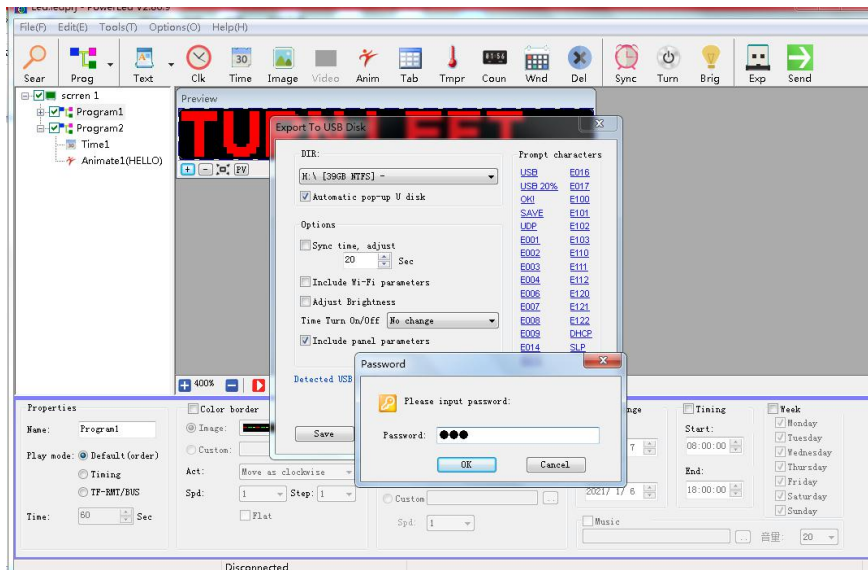 Led.ledprj - PowerLed V2.86.9
File(F) Edit(E) Tools(T) Options(O) Help(H)
Sear Prog Text Clk Time Image Video Anim Tab Tmpr Coun Wnd Del Sync Turn Brig Exp Send
scrren 1
Program1
Program2
Time1
Animate1(HELLO)
Preview
TURN LEFT
PV
400%
Export To USB Disk
DIR:
H:\ [39GB NTFS] -
Automatic pop-up U disk
Options
Sync time, adjust
20 Sec
Include Wi-Fi parameters
Adjust Brightness
Time Turn On/Off No change
Include panel parameters
Detected USB
Save
Prompt characters
USB E016
USB 20% E017
OK! E100
SAVE E101
UDP E102
E001 E103
E002 E110
E003 E111
E004 E112
E006 E120
E007 E121
E008 E122
E009 DHCP
E014 SLP
Password
Please input password:
Password: ●●●
OK Cancel
Properties
Name: Program1
Play mode: Default(order)
Timing
TF-RMT/BUS
Time: 60 Sec
Color border
Image:
Custom:
Act: Move as clockwise
Spd: 1 Step: 1
Flat
Custom ..
Spd: 1
nge
7
2021/ 1/ 6
Timing
Start:
08:00:00
End:
18:00:00
Week
Monday
Tuesday
Wednesday
Thursday
Friday
Saturday
Sunday
Music
.. 音量: 20
Disconnected